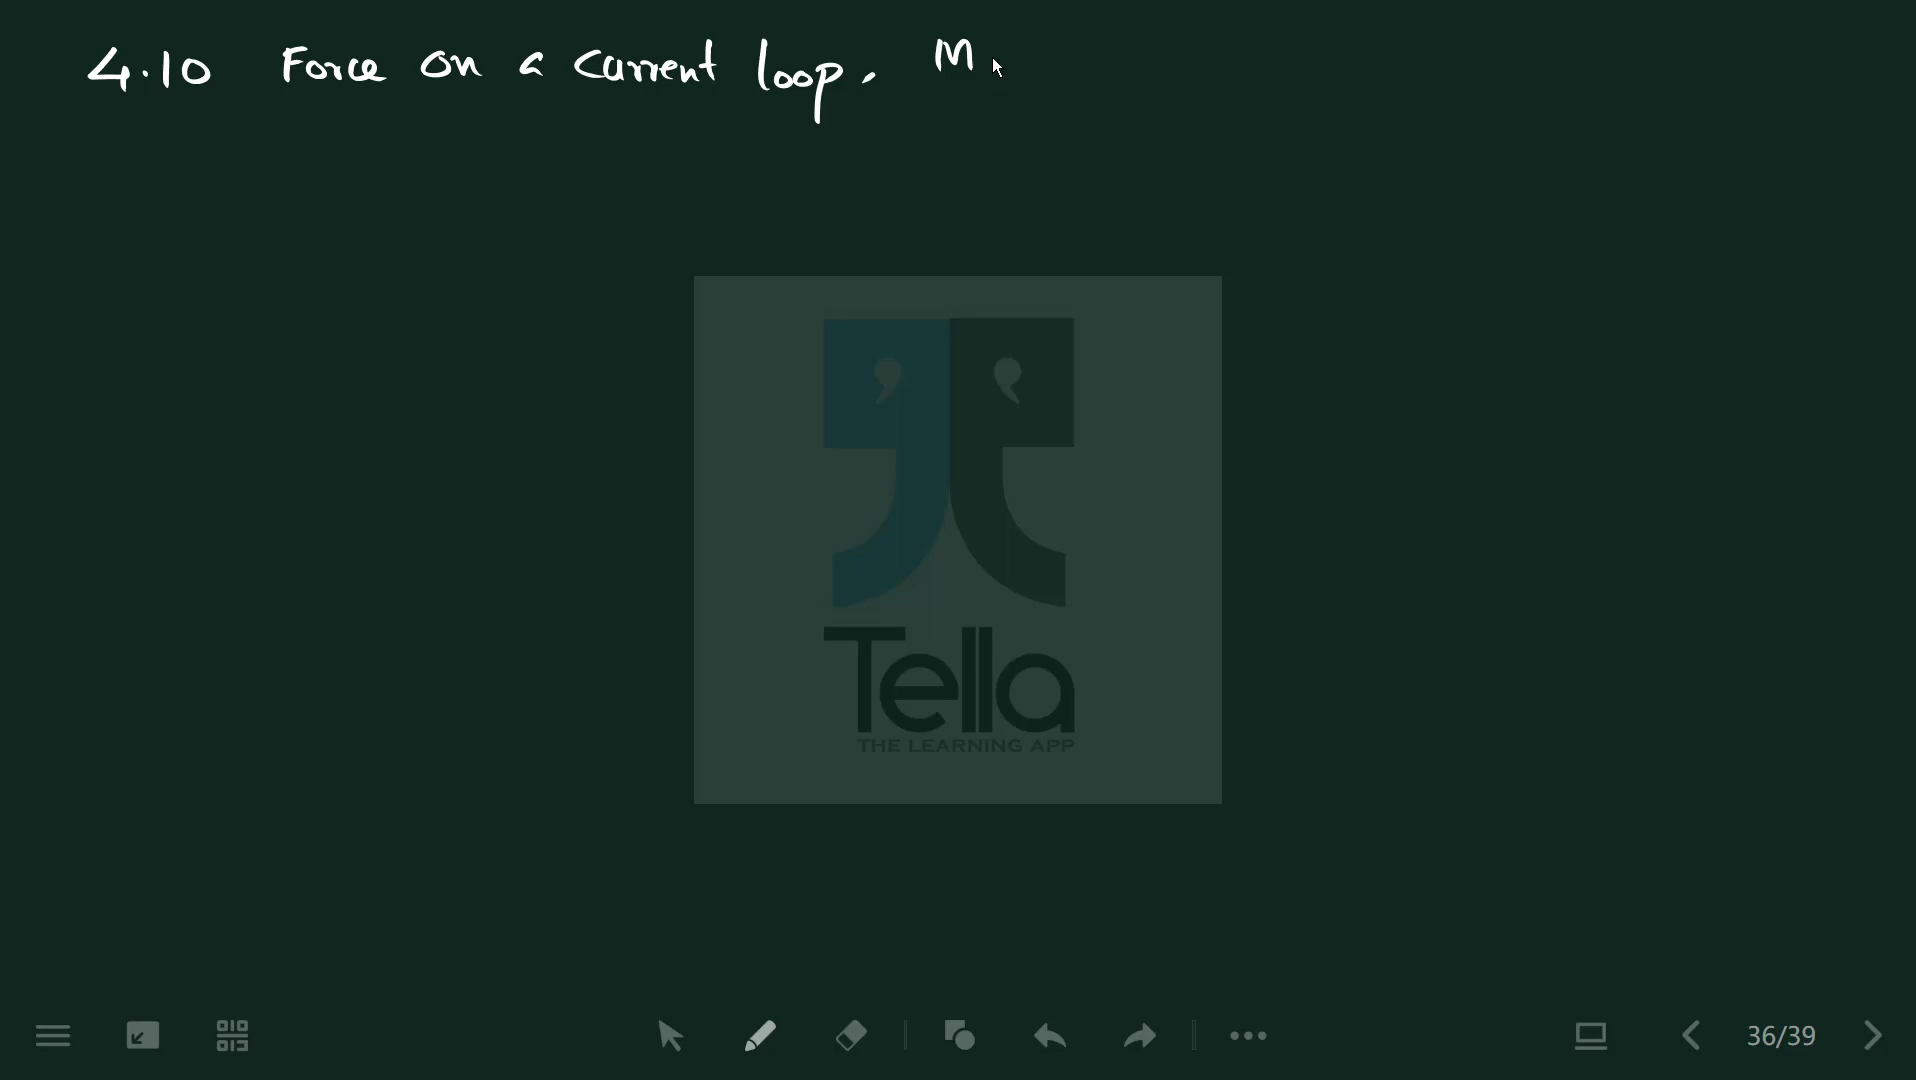 4.10 Force on a Current loop, M
Tella
THE LEARNING APP
36/39